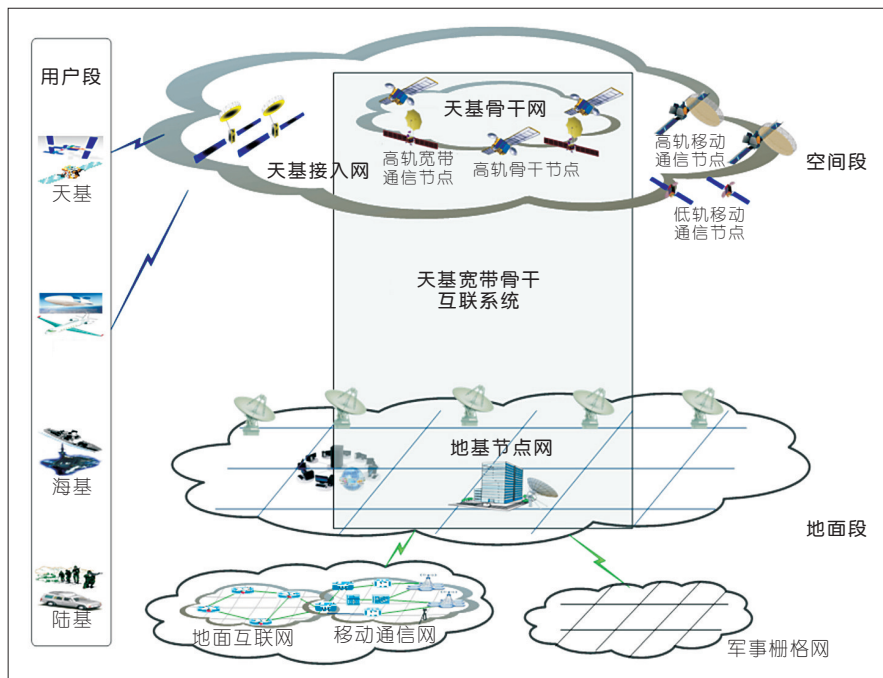 用户段
天基
海基
陆基
天基骨干网
天基接入网
高轨宽带
通信节点
高轨骨干节点
高轨移动
通信节点
低轨移动
通信节点
空间段
天基宽带骨干
互联系统
地基节点网
地面段
地面互联网
移动通信网
军事栅格网